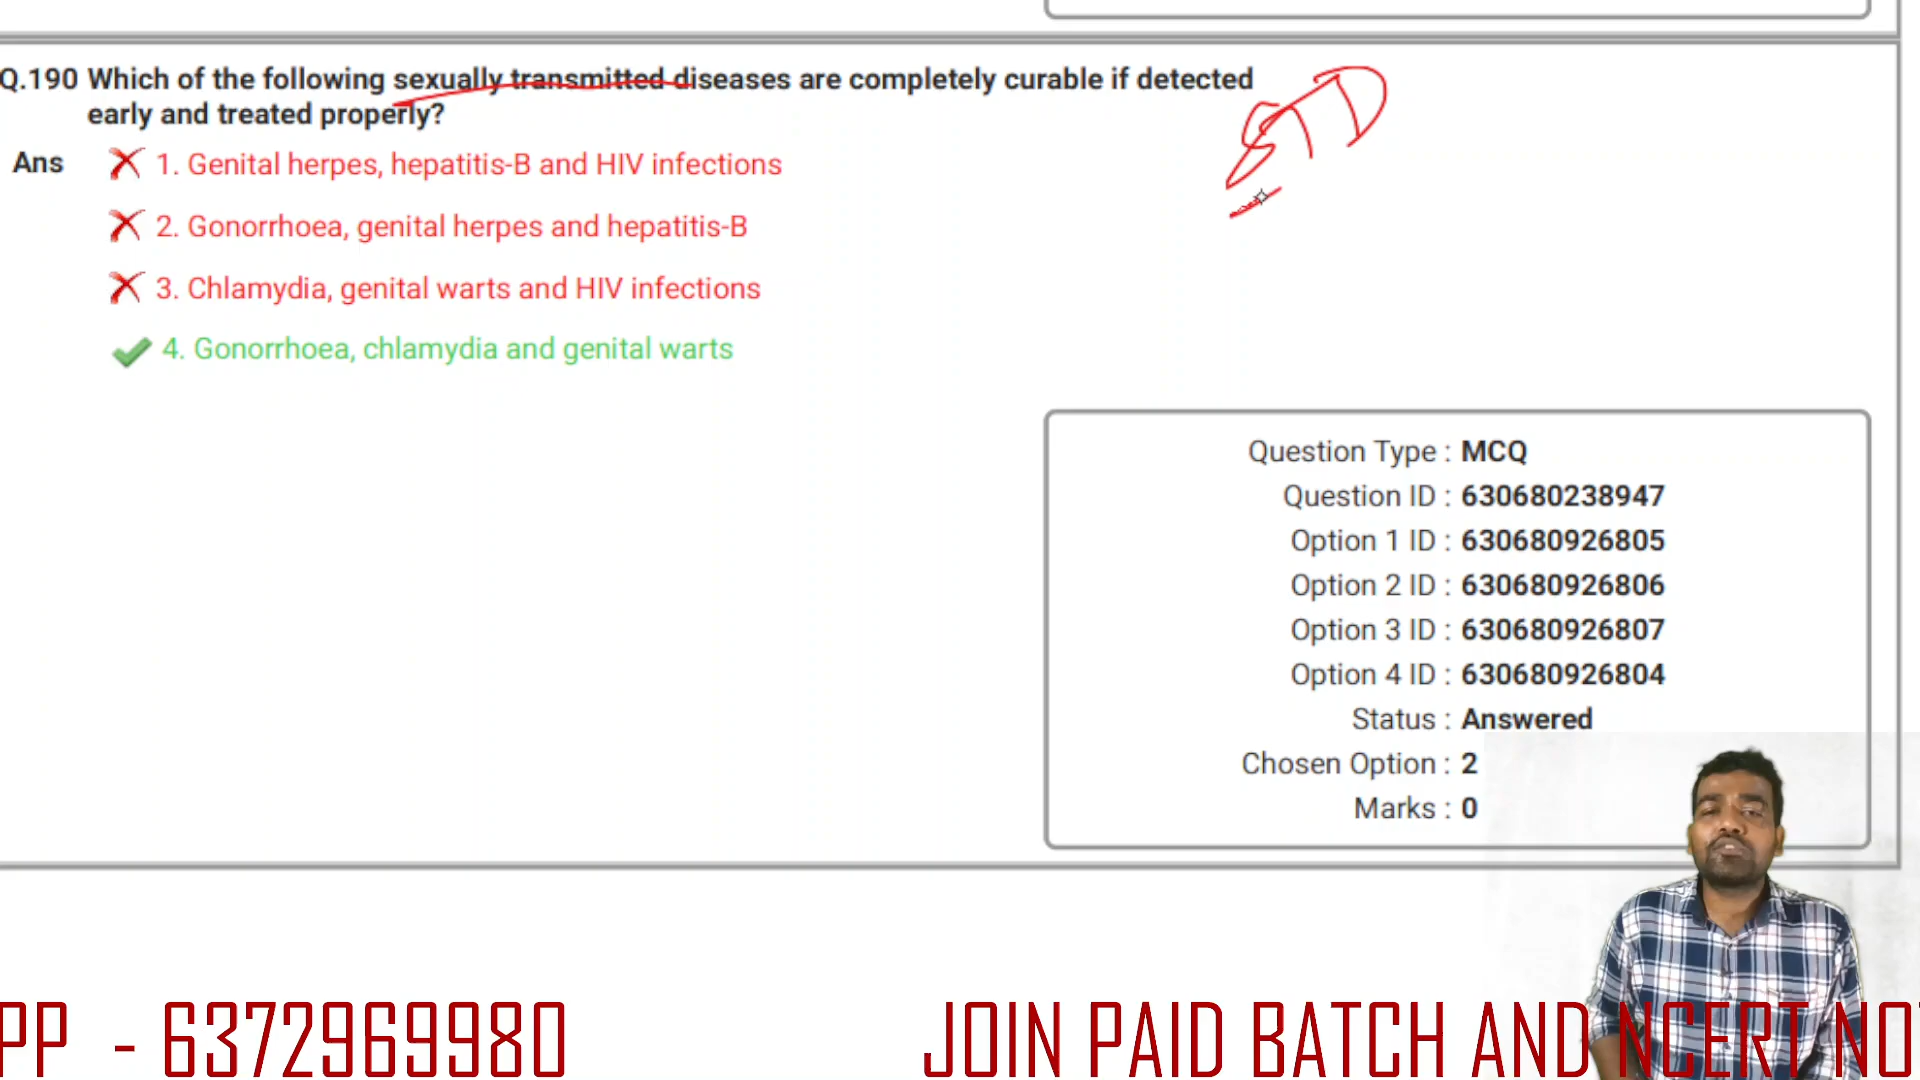 Q.190 Which of the following sexually transmitted diseases are completely curable if detected
early and treated properly?
STD
Ans
1. Genital herpes, hepatitis-B and HIV infections
2. Gonorrhoea, genital herpes and hepatitis-B
3. Chlamydia, genital warts and HIV infections
4. Gonorrhoea, chlamydia and genital warts
Question Type : MCQ
Question ID : 630680238947
Option 1 ID : 630680926805
Option 2 ID : 630680926806
Option 3 ID : 630680926807
Option 4 ID : 630680926804
Status : Answered
Chosen Option : 2
Marks : 0
PP - 6372969980 JOIN PAID BATCH AND NCERT NO